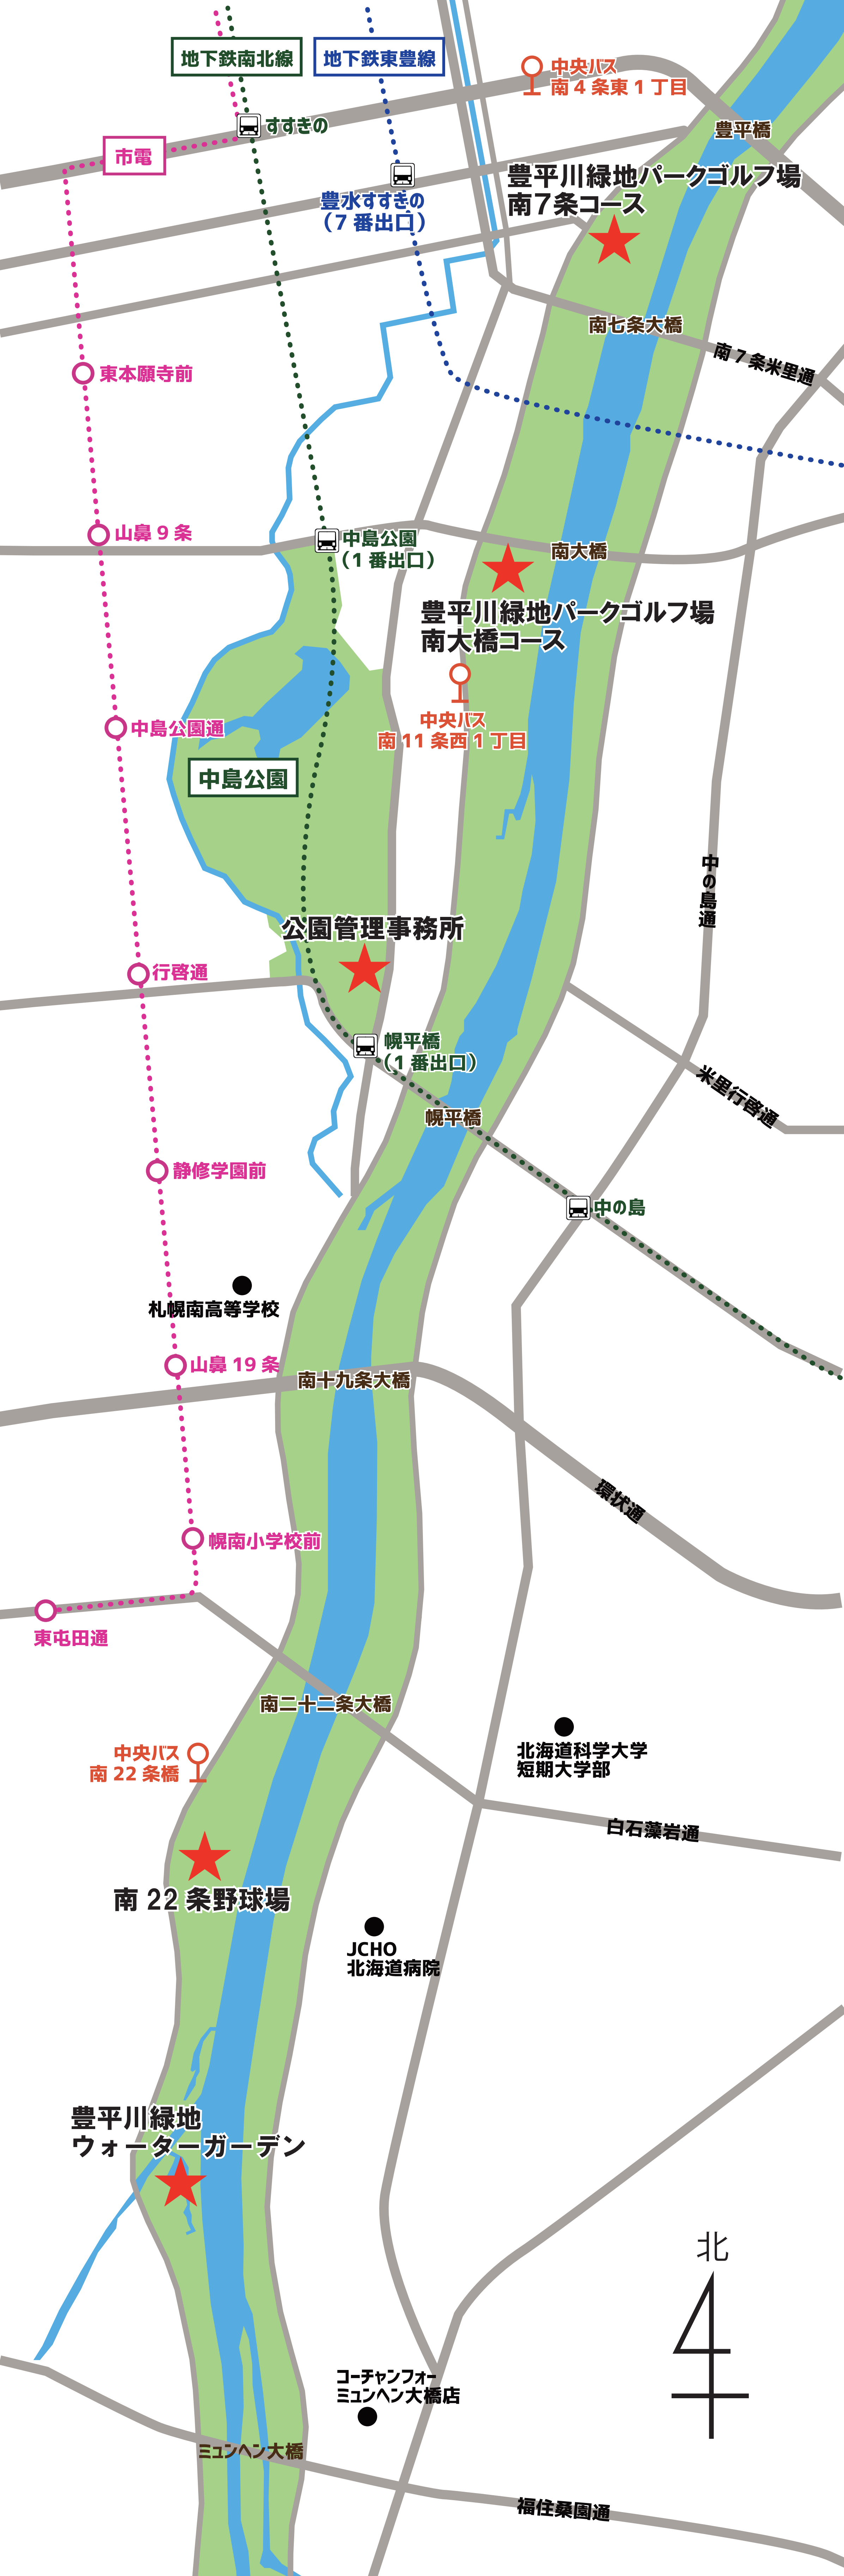 地下鉄南北線
地下鉄東豊線
中央バス
南4条東1丁目
すすきの
豊平橋
市電
豊平川緑地パークゴルフ場
南7条コース
豊水すすきの
(7番出口)
南七条大橋
南7条米里通
東本願寺前
山鼻9条
中島公園
(1番出口)
南大橋
豊平川緑地パークゴルフ場
南大橋コース
中央バス
南11条西1丁目
中島公園通
中島公園
中の島通
公園管理事務所
行啓通
幌平橋
(1番出口)
米里行啓通
幌平橋
静修学園前
中の島
札幌南高等学校
山鼻19条
南十九条大橋
環状通
幌南小学校前
東屯田通
南二十二条大橋
中央バス
南22条橋
北海道科学大学
短期大学部
白石藻岩通
南22条野球場
JCHO
北海道病院
豊平川緑地
ウォーターガーデン
北
コーチャンフォー
ミュンヘン大橋店
ミュンヘン大橋
福住桑園通